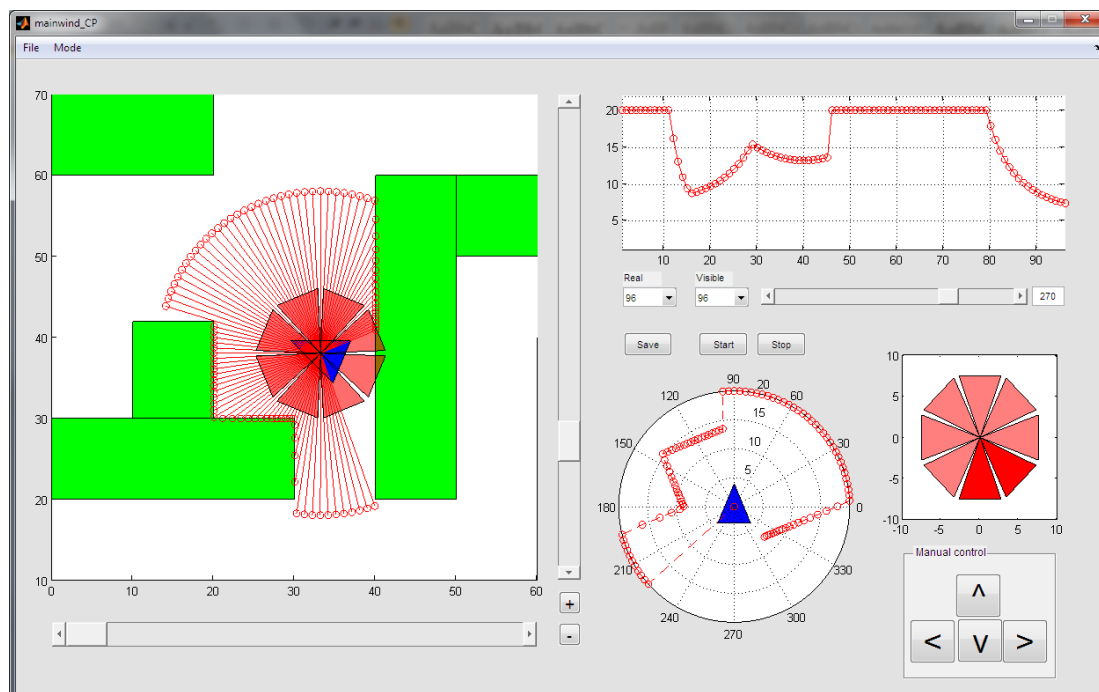 mainwind_CP
File Mode
70
60
50
40
30
20
10
0 10 20 30 40 50 60
+
-
20
15
10
5
10 20 30 40 50 60 70 80 90
Real Visible
96 96 270
Save Start Stop
90
120 20 60
15
150 10 30
5
180 0
210 330
240 300
270
10
5
0
-5
-10
-10 -5 0 5 10
Manual control
^
< v >